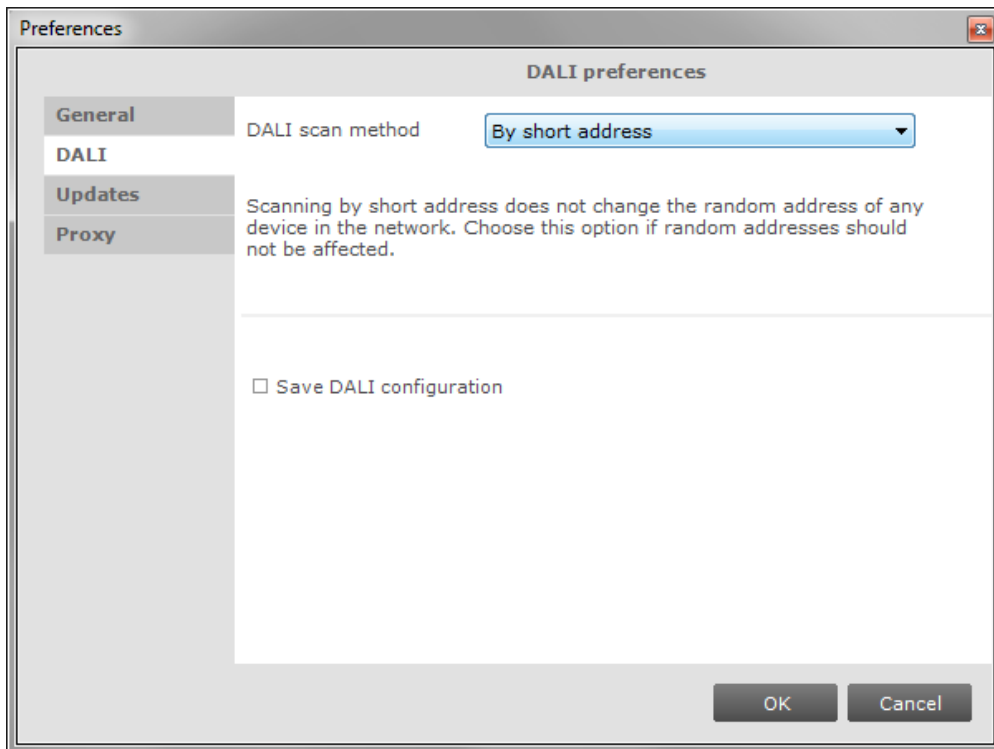 Preferences
DALI preferences
General
DALI
Updates
Proxy
DALI scan method
By short address
Scanning by short address does not change the random address of any
device in the network. Choose this option if random addresses should
not be affected.
Save DALI configuration
OK
Cancel